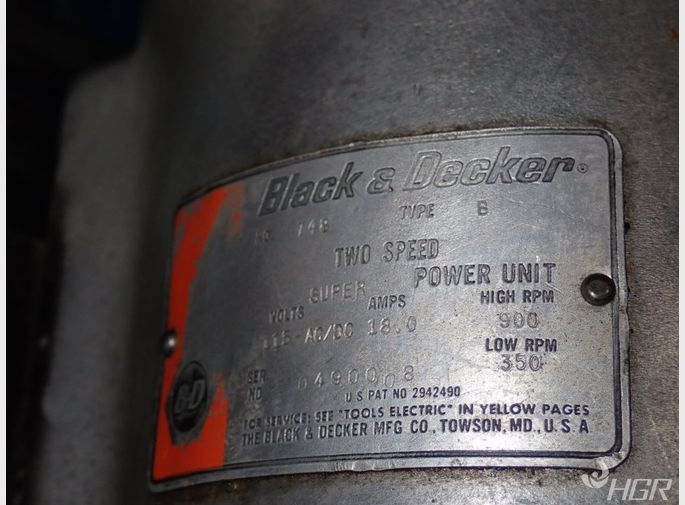 Black & Decker®
NO. 748 TYPE B
TWO SPEED
SUPER POWER UNIT
VOLTS AMPS HIGH RPM
115-AC/DC 18.0 900
LOW RPM
350
SER NO 0490008
U S PAT NO 2942490
FOR SERVICE: SEE "TOOLS ELECTRIC" IN YELLOW PAGES
THE BLACK & DECKER MFG CO., TOWSON, MD., U.S.A
B-D
HGR